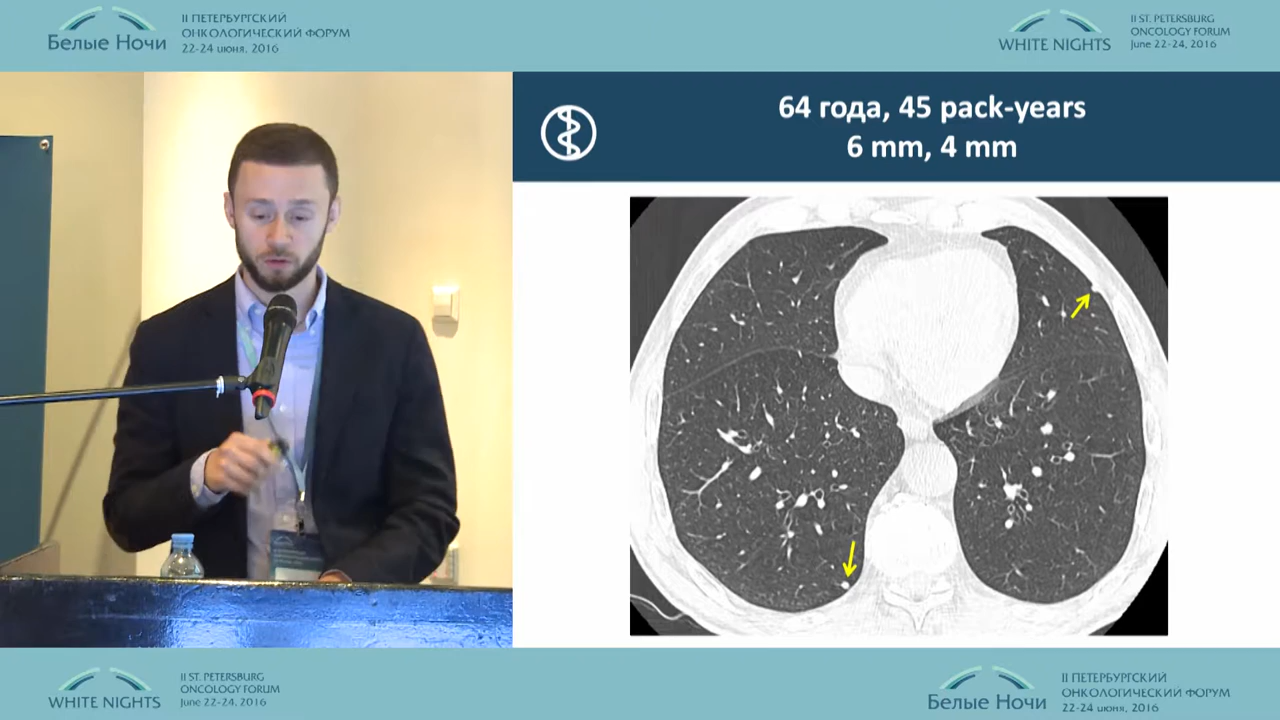 Белые Ночи
II ПЕТЕРБУРГСКИЙ
ОНКОЛОГИЧЕСКИЙ ФОРУМ
22-24 июня, 2016
WHITE NIGHTS
II ST. PETERSBURG
ONCOLOGY FORUM
June 22-24, 2016
64 года, 45 pack-years
6 mm, 4 mm
WHITE NIGHTS
II ST. PETERSBURG
ONCOLOGY FORUM
June 22-24, 2016
Белые Ночи
II ПЕТЕРБУРГСКИЙ
ОНКОЛОГИЧЕСКИЙ ФОРУМ
22-24 июня, 2016